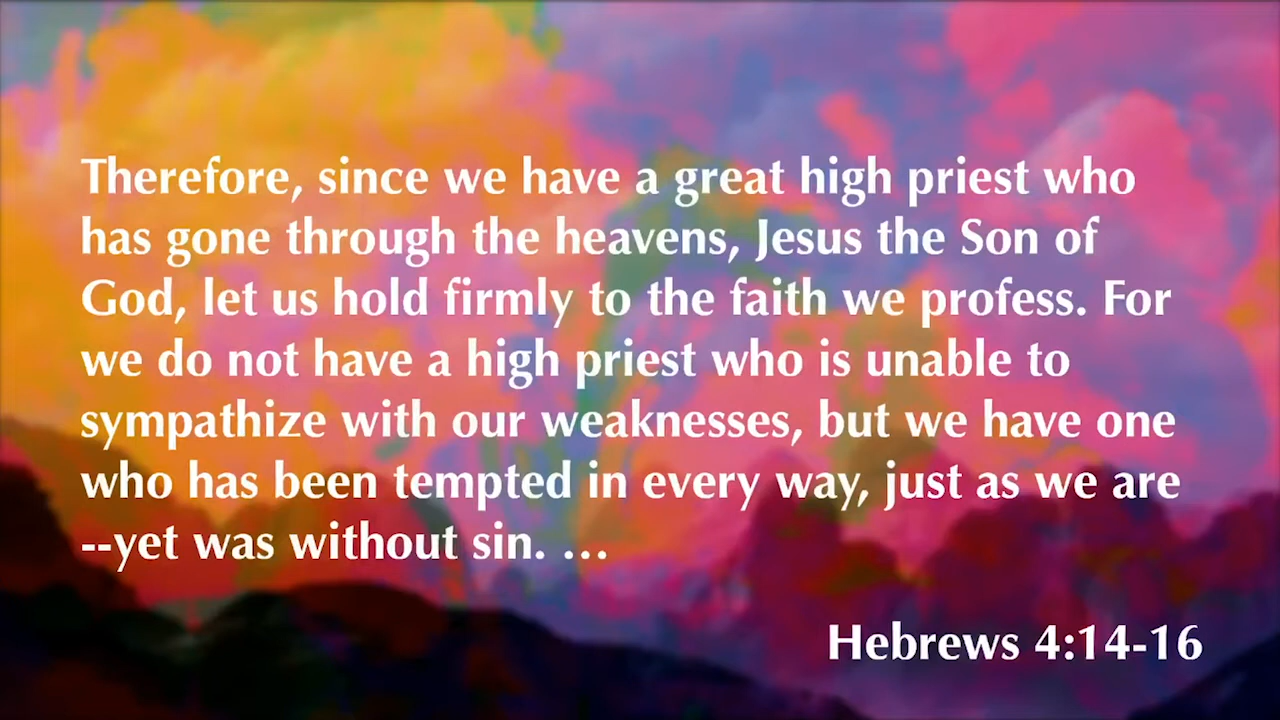 Therefore, since we have a great high priest who
has gone through the heavens, Jesus the Son of
God, let us hold firmly to the faith we profess. For
we do not have a high priest who is unable to
sympathize with our weaknesses, but we have one
who has been tempted in every way, just as we are
--yet was without sin. …
Hebrews 4:14-16